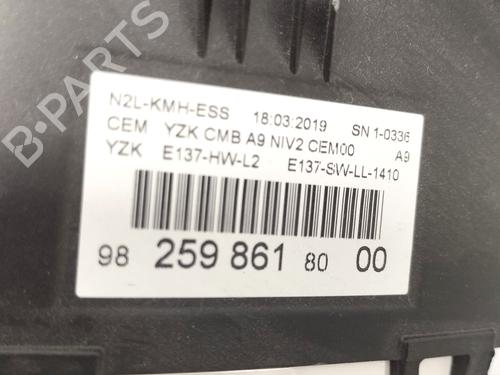 B-PARTS
N2L-KMH-ESS 18:03:2019 SN 1-0336
CEM YZK CMB A9 NIV2 CEM00 A9
YZK E137-HW-L2 E137-SW-LL-1410
98 259 861 80 00